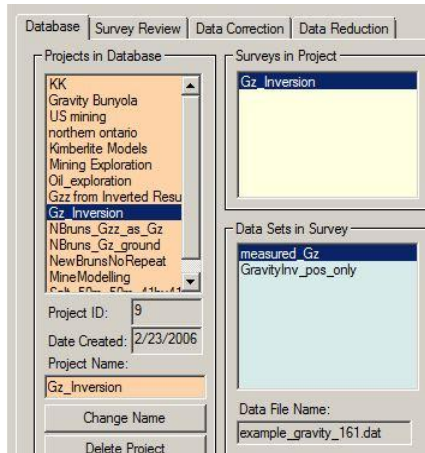 Database Survey Review Data Correction Data Reduction
Projects in Database
KK
Gravity Bunyola
US mining
northern ontario
Kimberlite Models
Mining Exploration
Oil_exploration
Gzz from Inverted Resu
Gz_Inversion
NBruns_Gzz_as_Gz
NBruns_Gz_ground
NewBrunsNoRepeat
MineModelling
Project ID: 9
Date Created: 2/23/2006
Project Name:
Gz_Inversion
Change Name
Delete Project
Surveys in Project
Gz_Inversion
Data Sets in Survey
measured_Gz
GravityInv_pos_only
Data File Name:
example_gravity_161.dat